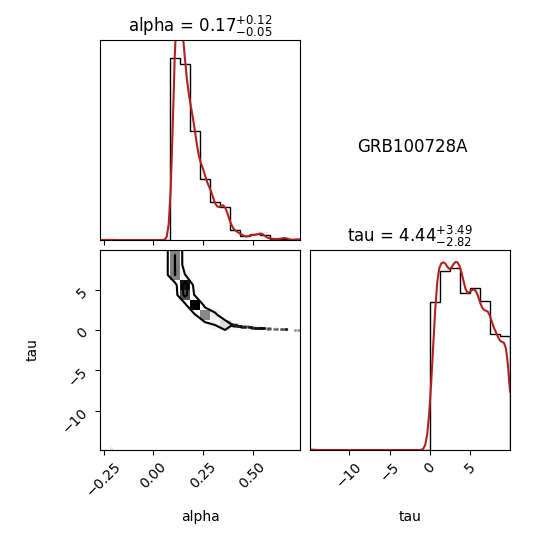 alpha = 0.17+0.12 −0.05
GRB100728A
tau = 4.44+3.49 −2.82
5
0
−5
−10
tau
−0.25 0.00 0.25 0.50
−10 −5 0 5
alpha
tau